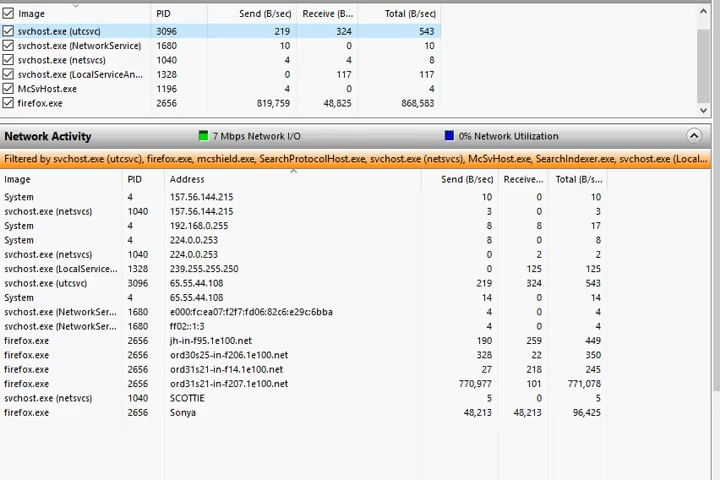 Image PID Send (B/sec) Receive (B... Total (B/sec)
svchost.exe (utcsvc) 3096 219 324 543
svchost.exe (NetworkService) 1680 10 0 10
svchost.exe (netsvcs) 1040 4 4 8
svchost.exe (LocalServiceAn... 1328 0 117 117
McSvHost.exe 1196 4 0 4
firefox.exe 2656 819,759 48,825 868,583
Network Activity 7 Mbps Network I/O 0% Network Utilization
Filtered by svchost.exe (utcsvc), firefox.exe, mcshield.exe, SearchProtocolHost.exe, svchost.exe (netsvcs), McSvHost.exe, SearchIndexer.exe, svchost.exe (Local...
Image PID Address Send (B/sec) Receive... Total (B/s...
System 4 157.56.144.215 10 0 10
svchost.exe (netsvcs) 1040 157.56.144.215 3 0 3
System 4 192.168.0.255 8 8 17
System 4 224.0.0.253 8 0 8
svchost.exe (netsvcs) 1040 224.0.0.253 0 2 2
svchost.exe (LocalService... 1328 239.255.255.250 0 125 125
svchost.exe (utcsvc) 3096 65.55.44.108 219 324 543
System 4 65.55.44.108 14 0 14
svchost.exe (NetworkSer... 1680 e000:fc:ea07:f2f7:fd06:82c6:e29c:6bba 4 0 4
svchost.exe (NetworkSer... 1680 ff02::1:3 4 0 4
firefox.exe 2656 jh-in-f95.1e100.net 190 259 449
firefox.exe 2656 ord30s25-in-f206.1e100.net 328 22 350
firefox.exe 2656 ord31s21-in-f14.1e100.net 27 218 245
firefox.exe 2656 ord31s21-in-f207.1e100.net 770,977 101 771,078
svchost.exe (netsvcs) 1040 SCOTTIE 5 0 5
firefox.exe 2656 Sonya 48,213 48,213 96,425